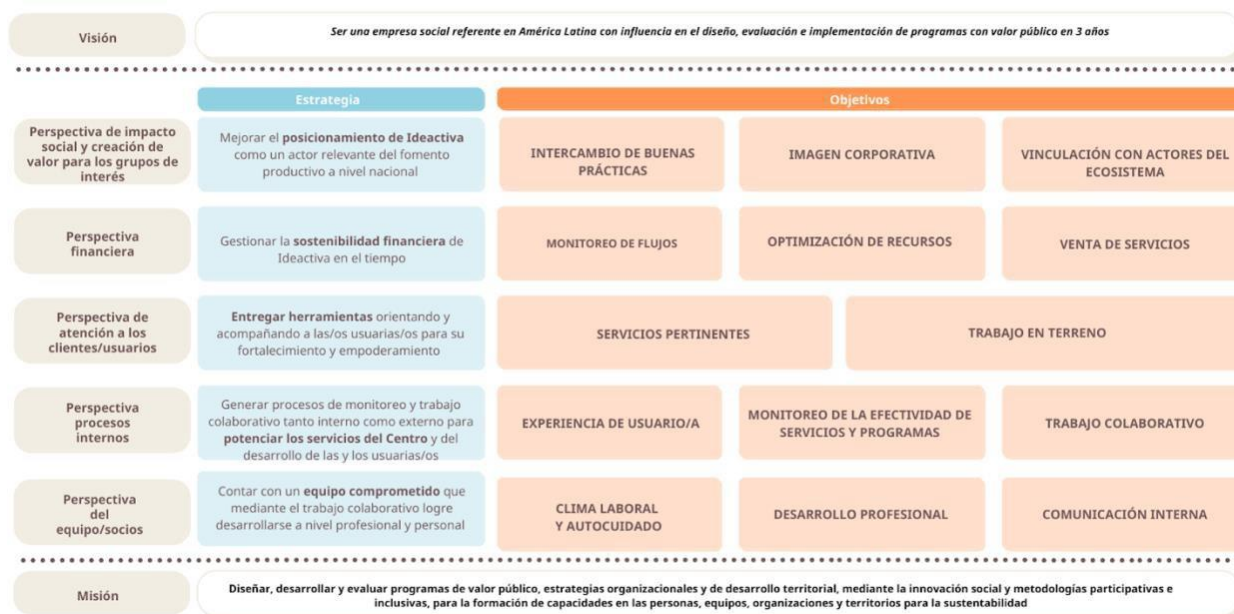 Visión
Ser una empresa social referente en América Latina con influencia en el diseño, evaluación e implementación de programas con valor público en 3 años
Estrategia
Objetivos
Perspectiva de impacto
social y creación de
valor para los grupos de
interés
Mejorar el posicionamiento de Ideactiva
como un actor relevante del fomento
productivo a nivel nacional
INTERCAMBIO DE BUENAS
PRÁCTICAS
IMAGEN CORPORATIVA
VINCULACIÓN CON ACTORES DEL
ECOSISTEMA
Perspectiva
financiera
Gestionar la sostenibilidad financiera de
Ideactiva en el tiempo
MONITOREO DE FLUJOS
OPTIMIZACIÓN DE RECURSOS
VENTA DE SERVICIOS
Perspectiva de
atención a los
clientes/usuarios
Entregar herramientas orientando y
acompañando a las/os usuarias/os para su
fortalecimiento y empoderamiento
SERVICIOS PERTINENTES
TRABAJO EN TERRENO
Perspectiva
procesos
internos
Generar procesos de monitoreo y trabajo
colaborativo tanto interno como externo para
potenciar los servicios del Centro y del
desarrollo de las y los usuarias/os
EXPERIENCIA DE USUARIO/A
MONITOREO DE LA EFECTIVIDAD DE
SERVICIOS Y PROGRAMAS
TRABAJO COLABORATIVO
Perspectiva
del
equipo/socios
Contar con un equipo comprometido que
mediante el trabajo colaborativo logre
desarrollarse a nivel profesional y personal
CLIMA LABORAL
Y AUTOCUIDADO
DESARROLLO PROFESIONAL
COMUNICACIÓN INTERNA
Misión
Diseñar, desarrollar y evaluar programas de valor público, estrategias organizacionales y de desarrollo territorial, mediante la innovación social y metodologías participativas e
inclusivas, para la formación de capacidades en las personas, equipos, organizaciones y territorios para la sustentabilidad